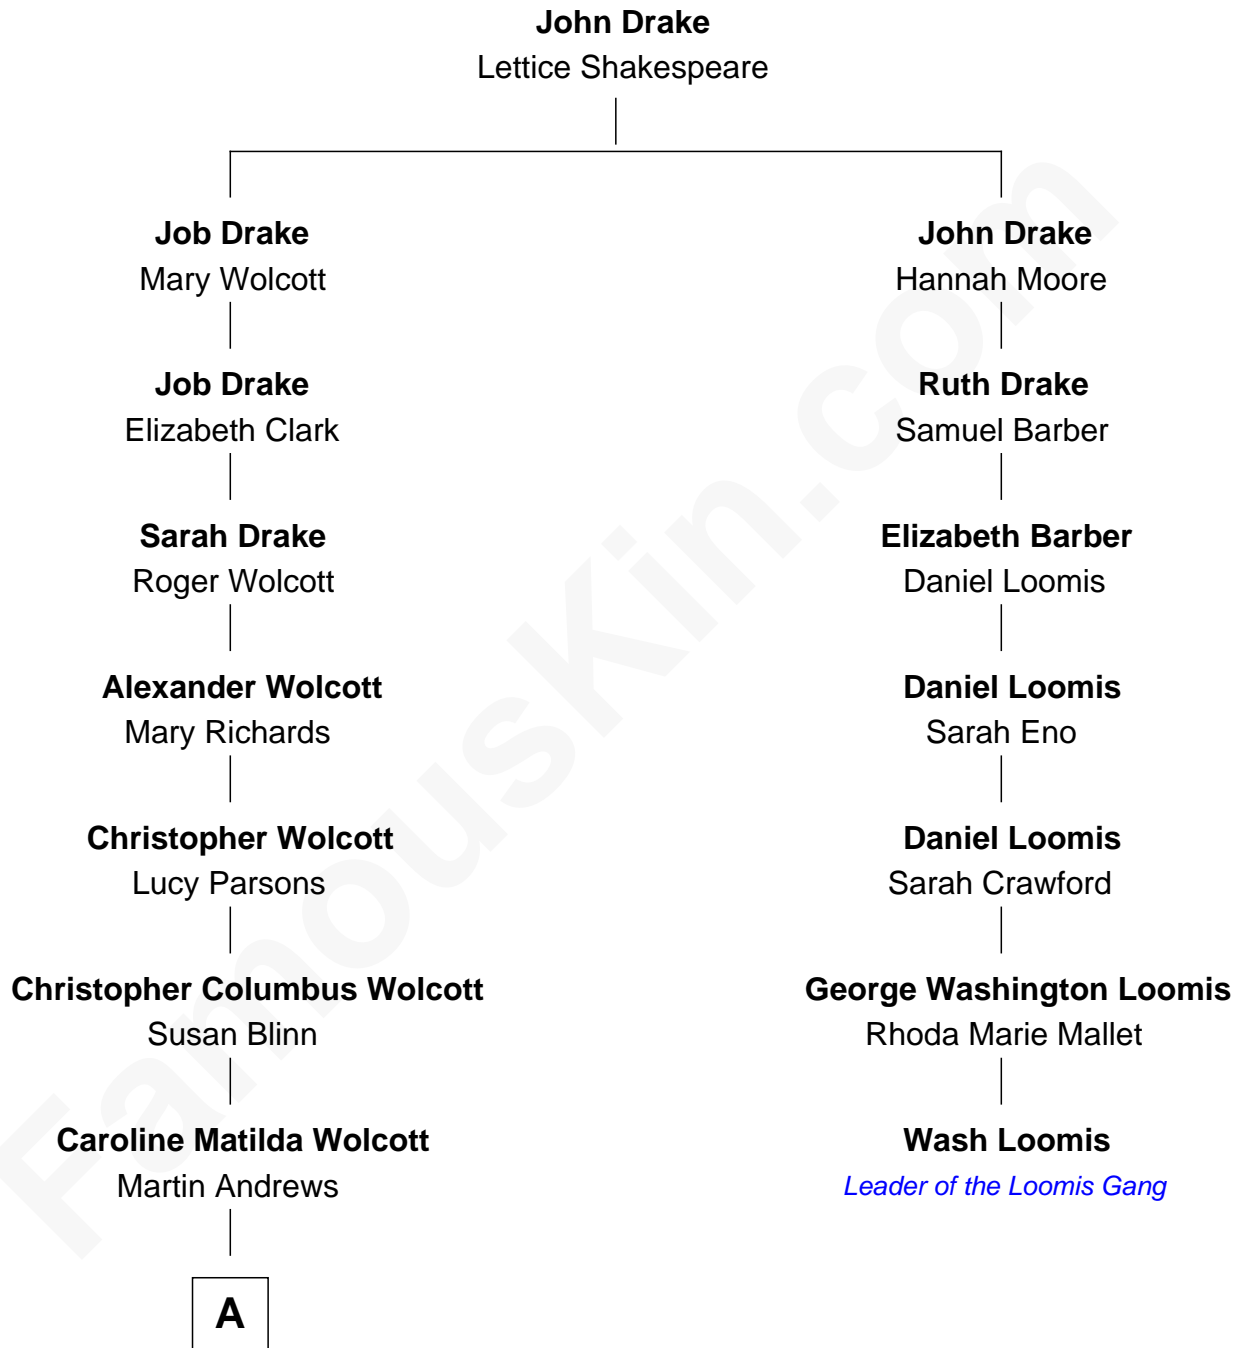 John Drake
Lettice Shakespeare
Job Drake
Mary Wolcott
Job Drake
Elizabeth Clark
Sarah Drake
Roger Wolcott
Alexander Wolcott
Mary Richards
Christopher Wolcott
Lucy Parsons
Christopher Columbus Wolcott
Susan Blinn
Caroline Matilda Wolcott
Martin Andrews
A
John Drake
Hannah Moore
Ruth Drake
Samuel Barber
Elizabeth Barber
Daniel Loomis
Daniel Loomis
Sarah Eno
Daniel Loomis
Sarah Crawford
George Washington Loomis
Rhoda Marie Mallet
Wash Loomis
Leader of the Loomis Gang
FamousKin.com